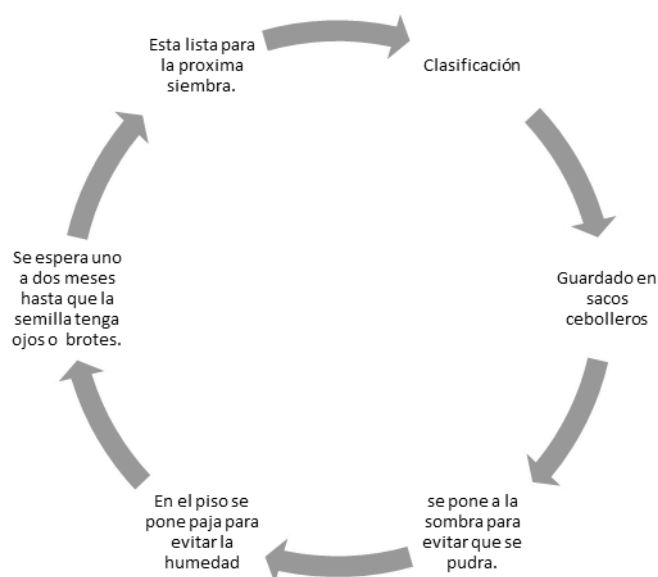 Clasificación
Guardado en
sacos
cebolleros
se pone a la
sombra para
evitar que se
pudra.
En el piso se
pone paja para
evitar la
humedad
Se espera uno
a dos meses
hasta que la
semilla tenga
ojos o brotes.
Esta lista para
la proxima
siembra.